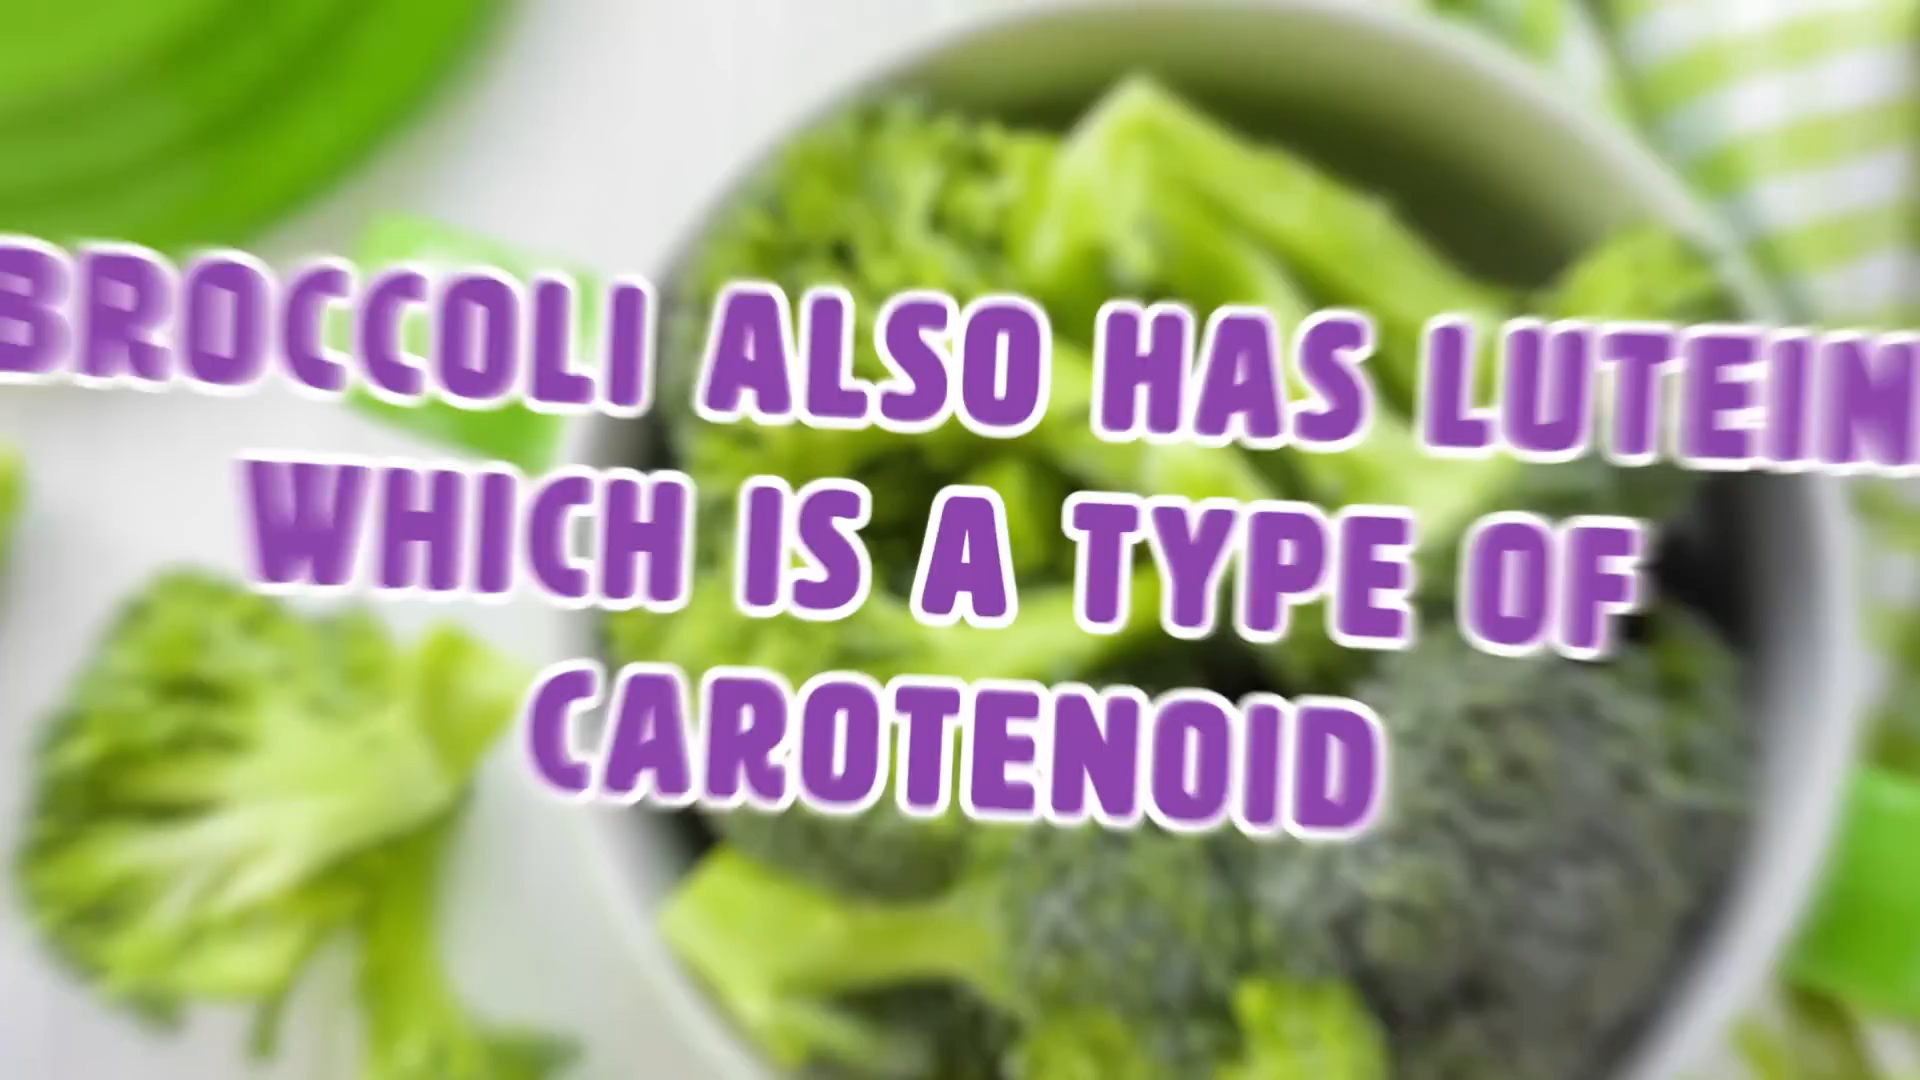 BROCCOLI ALSO HAS LUTEIN
WHICH IS A TYPE OF
CAROTENOID